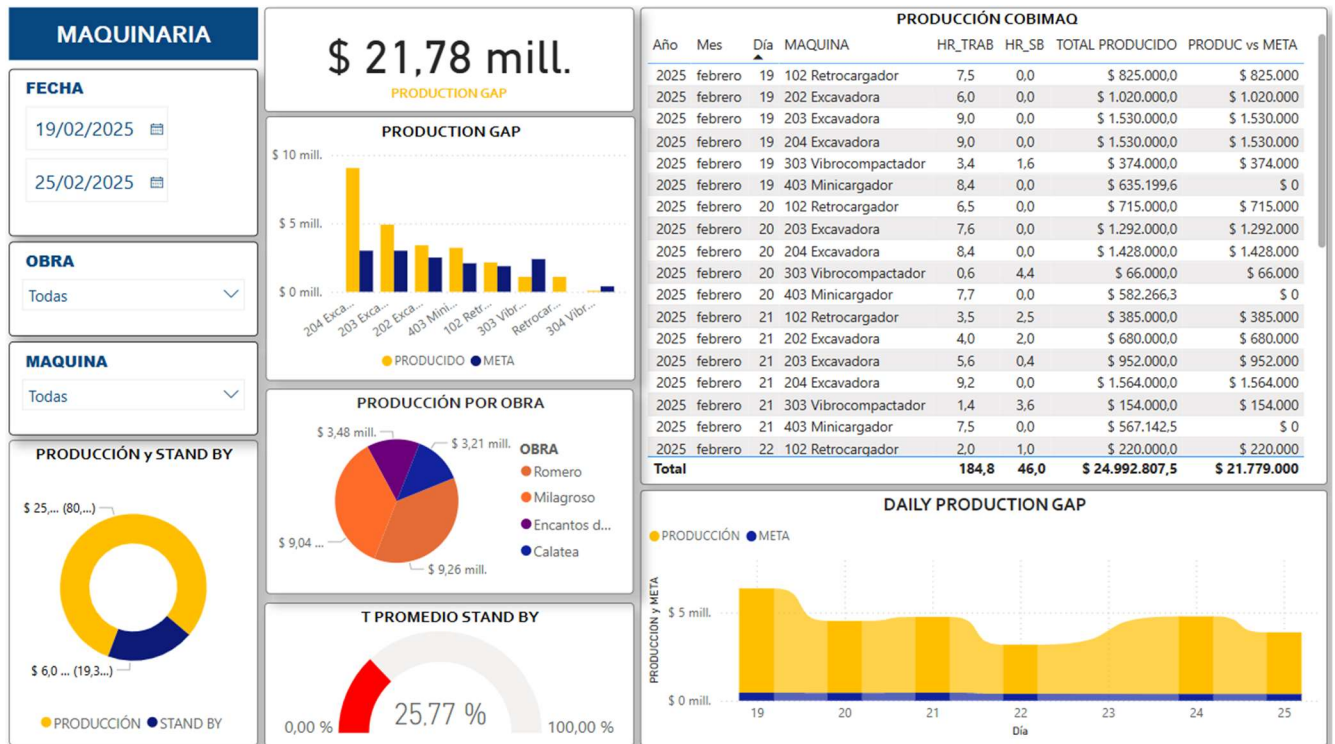 MAQUINARIA
FECHA
19/02/2025
25/02/2025
OBRA
Todas
MAQUINA
Todas
PRODUCCIÓN y STAND BY
$ 25,... (80,...)
$ 6,0 ... (19,3...)
PRODUCCIÓN STAND BY
$ 21,78 mill.
PRODUCTION GAP
PRODUCTION GAP
$ 10 mill.
$ 5 mill.
$ 0 mill.
204 Exca... 203 Exca... 202 Exca... 403 Mini... 102 Retr... 303 Vibr... Retrocar... 304 Vibr...
PRODUCIDO META
PRODUCCIÓN POR OBRA
$ 3,48 mill.
$ 3,21 mill.
$ 9,04 ...
$ 9,26 mill.
OBRA
Romero
Milagroso
Encantos d...
Calatea
T PROMEDIO STAND BY
0,00 % 25,77 % 100,00 %
PRODUCCIÓN COBIMAQ
Año Mes Día MAQUINA HR_TRAB HR_SB TOTAL PRODUCIDO PRODUC vs META
2025 febrero 19 102 Retrocargador 7,5 0,0 $ 825.000,0 $ 825.000
2025 febrero 19 202 Excavadora 6,0 0,0 $ 1.020.000,0 $ 1.020.000
2025 febrero 19 203 Excavadora 9,0 0,0 $ 1.530.000,0 $ 1.530.000
2025 febrero 19 204 Excavadora 9,0 0,0 $ 1.530.000,0 $ 1.530.000
2025 febrero 19 303 Vibrocompactador 3,4 1,6 $ 374.000,0 $ 374.000
2025 febrero 19 403 Minicargador 8,4 0,0 $ 635.199,6 $ 0
2025 febrero 20 102 Retrocargador 6,5 0,0 $ 715.000,0 $ 715.000
2025 febrero 20 203 Excavadora 7,6 0,0 $ 1.292.000,0 $ 1.292.000
2025 febrero 20 204 Excavadora 8,4 0,0 $ 1.428.000,0 $ 1.428.000
2025 febrero 20 303 Vibrocompactador 0,6 4,4 $ 66.000,0 $ 66.000
2025 febrero 20 403 Minicargador 7,7 0,0 $ 582.266,3 $ 0
2025 febrero 21 102 Retrocargador 3,5 2,5 $ 385.000,0 $ 385.000
2025 febrero 21 202 Excavadora 4,0 2,0 $ 680.000,0 $ 680.000
2025 febrero 21 203 Excavadora 5,6 0,4 $ 952.000,0 $ 952.000
2025 febrero 21 204 Excavadora 9,2 0,0 $ 1.564.000,0 $ 1.564.000
2025 febrero 21 303 Vibrocompactador 1,4 3,6 $ 154.000,0 $ 154.000
2025 febrero 21 403 Minicargador 7,5 0,0 $ 567.142,5 $ 0
2025 febrero 22 102 Retrocargador 2,0 1,0 $ 220.000,0 $ 220.000
Total 184,8 46,0 $ 24.992.807,5 $ 21.779.000
DAILY PRODUCTION GAP
PRODUCCIÓN META
PRODUCCION y META
$ 5 mill.
$ 0 mill.
19 20 21 22 23 24 25
Día